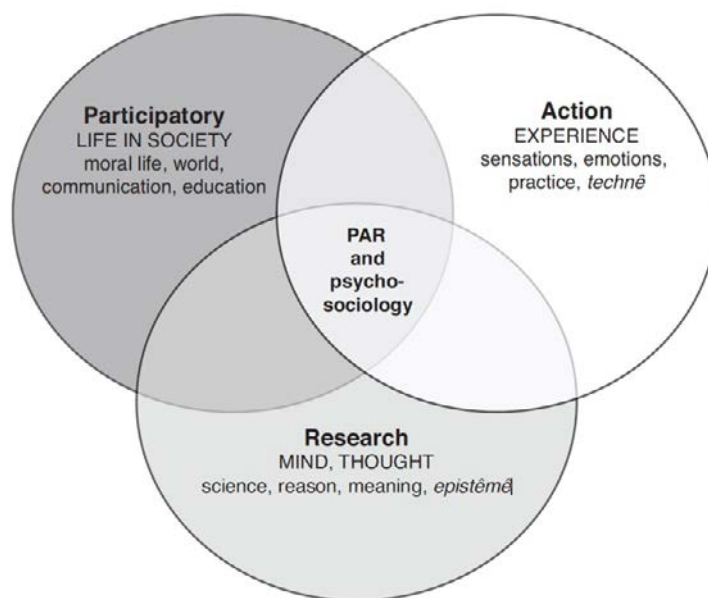 Participatory
LIFE IN SOCIETY
moral life, world,
communication, education
Action
EXPERIENCE
sensations, emotions,
practice, technê
PAR
and
psycho-
sociology
Research
MIND, THOUGHT
science, reason, meaning, epistêmê